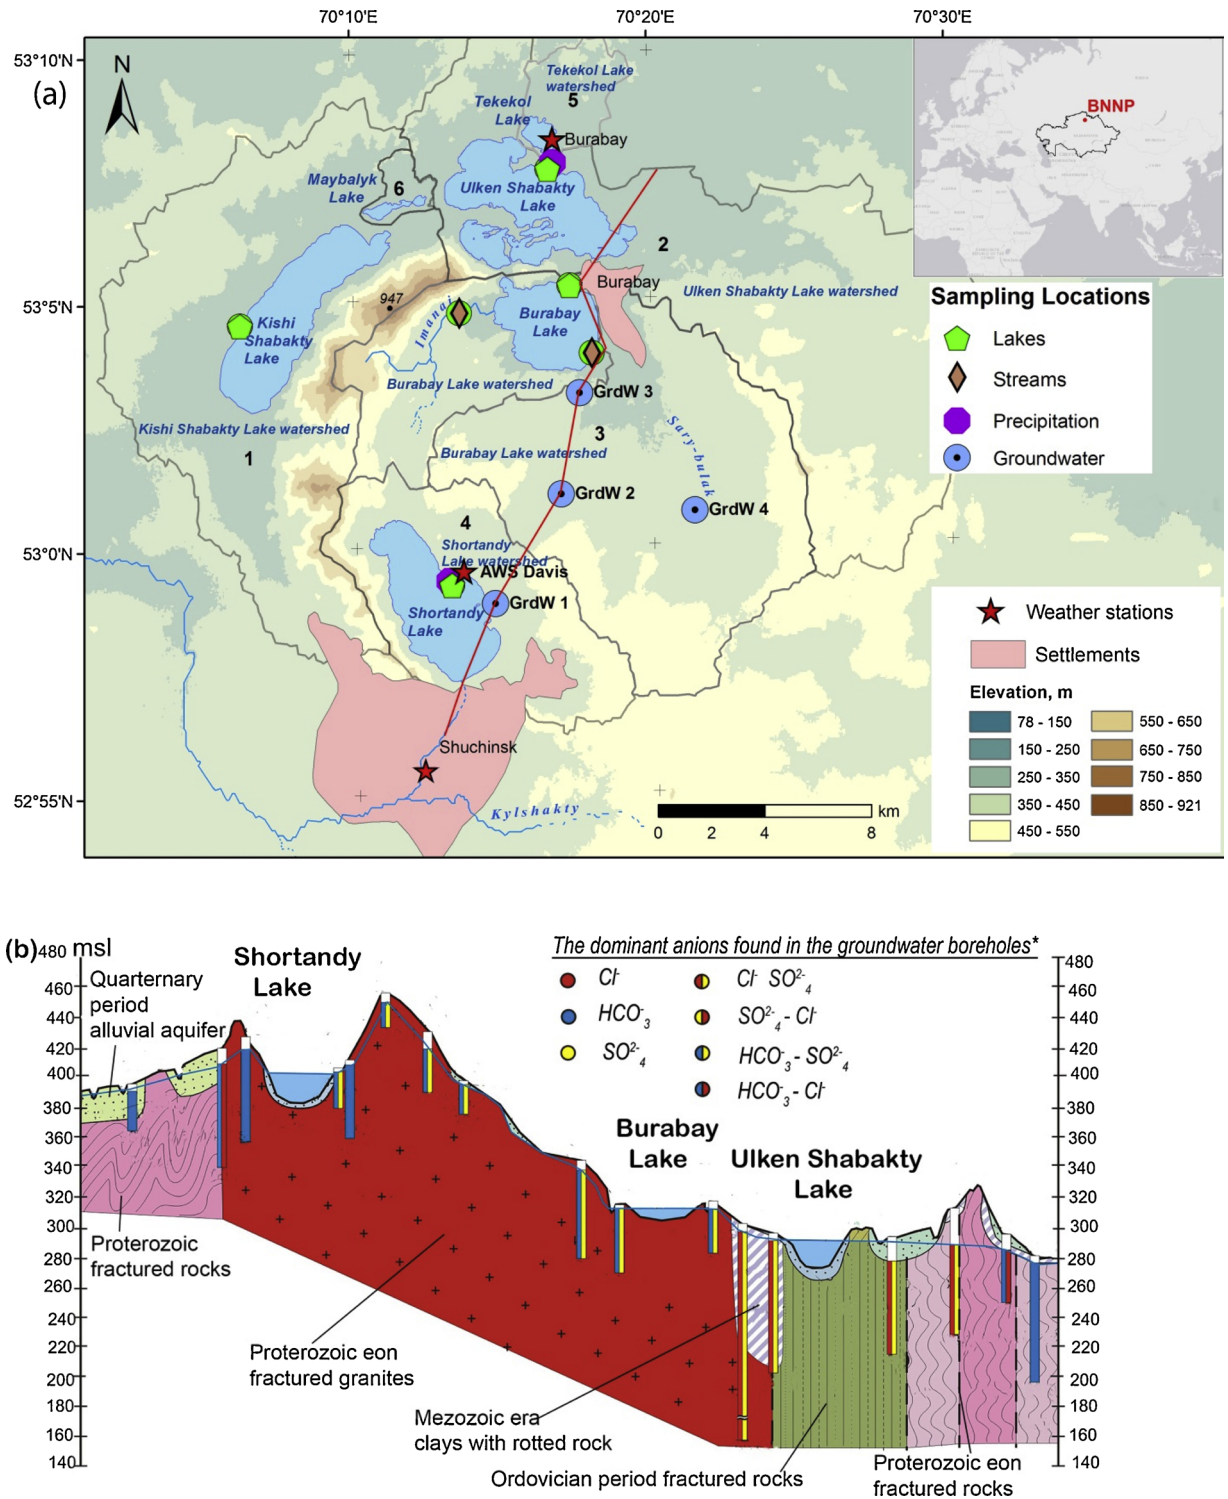 70°10'E
70°20'E
70°30'E
53°10'N
53°5'N
53°0'N
52°55'N
(a)
N
Tekekol Lake
watershed
5
Tekekol
Lake
Burabay
Maybalyk
Lake
6
Ulken Shabakty
Lake
2
Burabay
Ulken Shabakty Lake watershed
947
Imanai
Burabay
Lake
Kishi
Shabakty
Lake
Burabay Lake watershed
GrdW 3
Kishi Shabakty Lake watershed
1
3
Burabay Lake watershed
Sary-bulak
GrdW 2
GrdW 4
4
Shortandy
Lake watershed
AWS Davis
GrdW 1
Shortandy
Lake
Shuchinsk
Kylshakty
BNNP
Sampling Locations
Lakes
Streams
Precipitation
Groundwater
Weather stations
Settlements
Elevation, m
78 - 150
150 - 250
250 - 350
350 - 450
450 - 550
550 - 650
650 - 750
750 - 850
850 - 921
km
0 2 4 8
(b)
480 msl
460
440
420
400
380
360
340
320
300
280
260
240
220
200
180
160
140
Quarternary
period
alluvial aquifer
Shortandy
Lake
The dominant anions found in the groundwater boreholes*
Cl⁻
HCO⁻₃
SO²⁻₄
Cl⁻ SO²⁻₄
SO²⁻₄ - Cl⁻
HCO⁻₃ - SO²⁻₄
HCO⁻₃ - Cl⁻
Burabay
Lake
Ulken Shabakty
Lake
480
460
440
420
400
380
360
340
320
300
280
260
240
220
200
180
160
140
Proterozoic
fractured rocks
Proterozoic eon
fractured granites
Mezozoic era
clays with rotted rock
Ordovician period fractured rocks
Proterozoic eon
fractured rocks